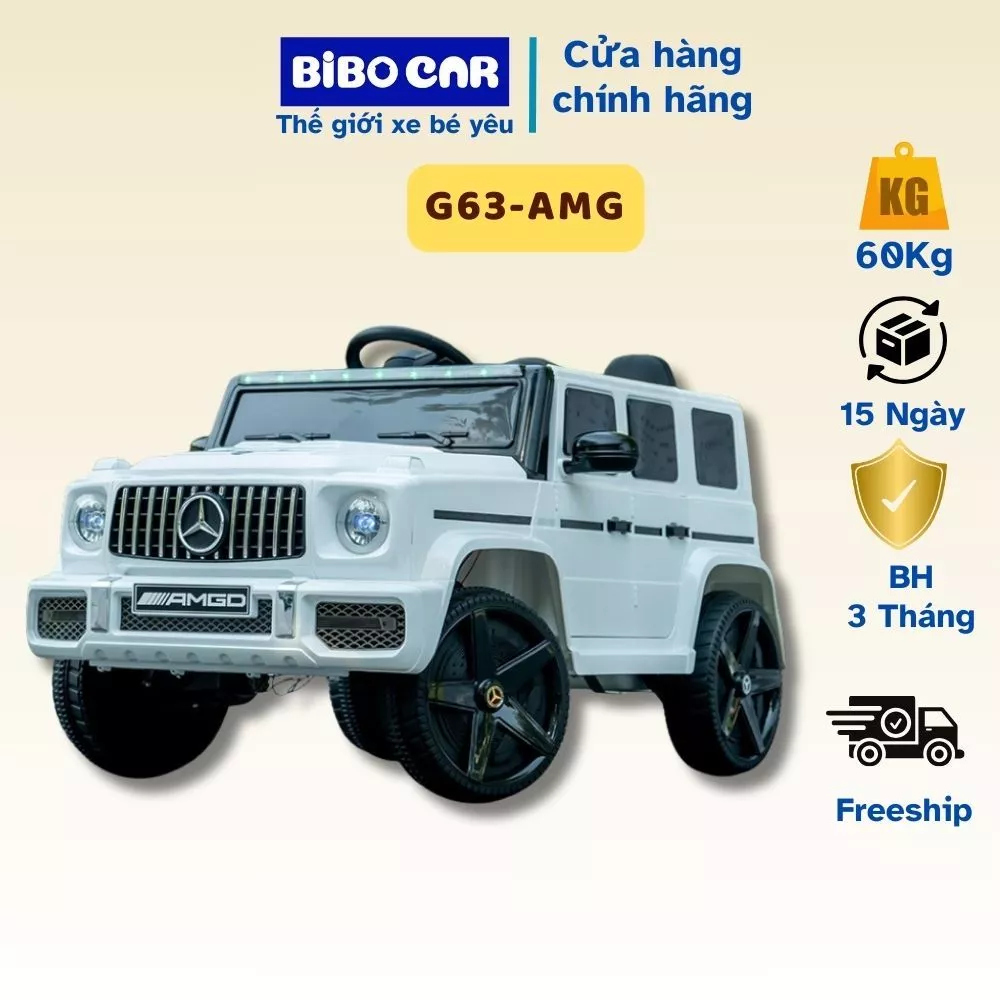 BiBO CAR
Thế giới xe bé yêu
Cửa hàng
chính hãng
G63-AMG
KG
60Kg
15 Ngày
BH
3 Tháng
Freeship
AMGD